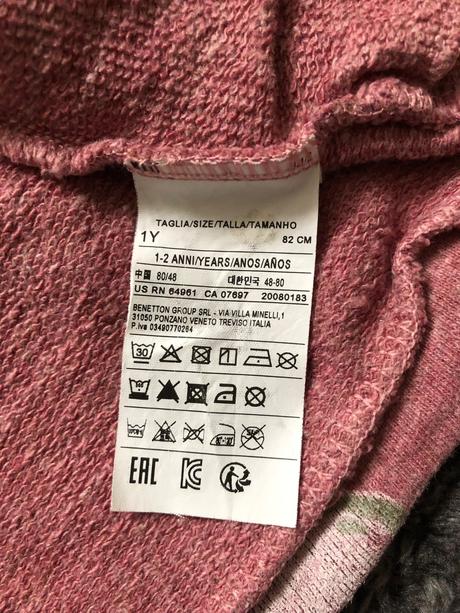 TAGLIA/SIZE/TALLA/TAMANHO
1Y 82 CM
1-2 ANNI/YEARS/ANOS/AÑOS
中国 80/48 대한민국 48-80
US RN 64961 CA 07697 20080183
BENETTON GROUP SRL - VIA VILLA MINELLI,1
31050 PONZANO VENETO TREVISO ITALIA
P.iva 03490770264
30
EAC